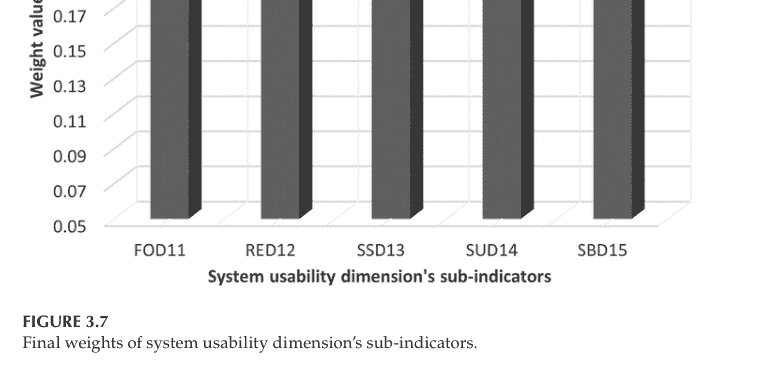 0.17
0.15
0.13
0.11
0.09
0.07
0.05
Weight value
FOD11 RED12 SSD13 SUD14 SBD15
System usability dimension's sub-indicators
FIGURE 3.7
Final weights of system usability dimension’s sub-indicators.